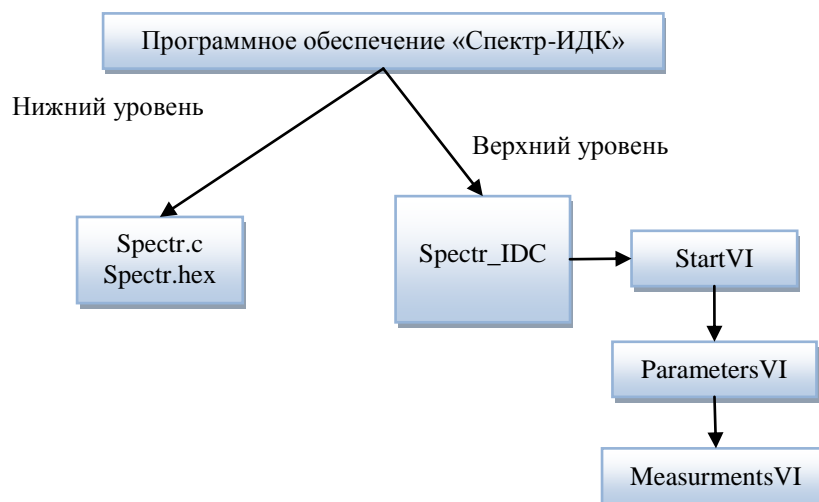 Программное обеспечение «Спектр-ИДК»
Нижний уровень
Верхний уровень
Spectr.c
Spectr.hex
Spectr_IDC
StartVI
ParametersVI
MeasurmentsVI